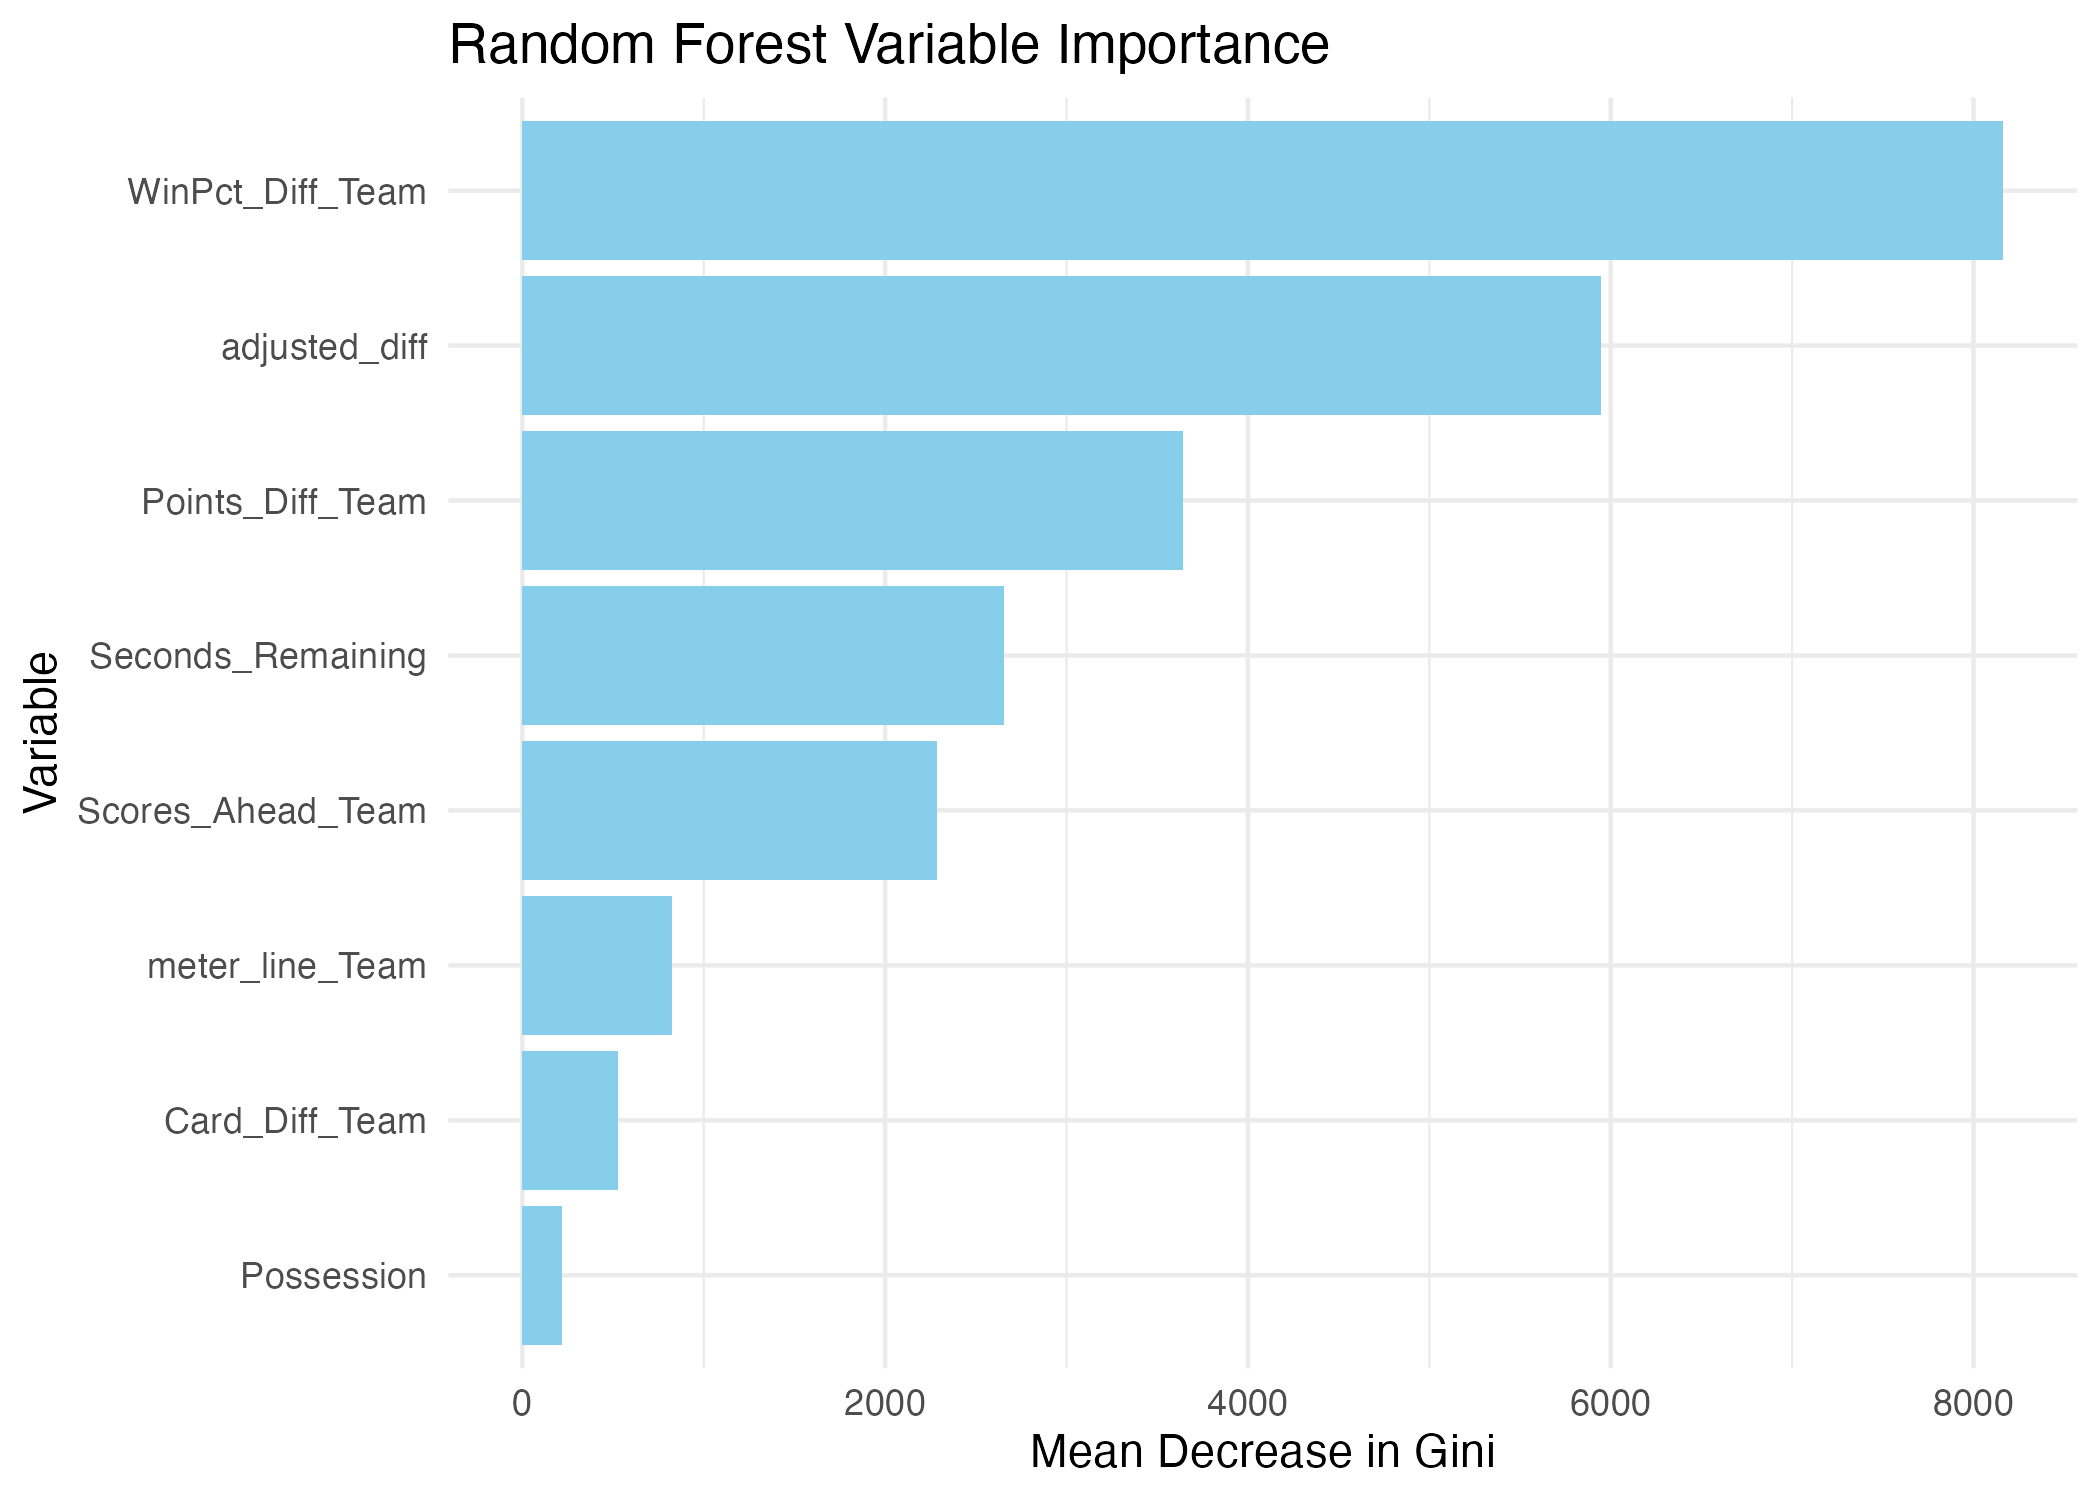 Random Forest Variable Importance
WinPct_Diff_Team
adjusted_diff
Points_Diff_Team
Seconds_Remaining
Scores_Ahead_Team
meter_line_Team
Card_Diff_Team
Possession
Variable
0 2000 4000 6000 8000
Mean Decrease in Gini